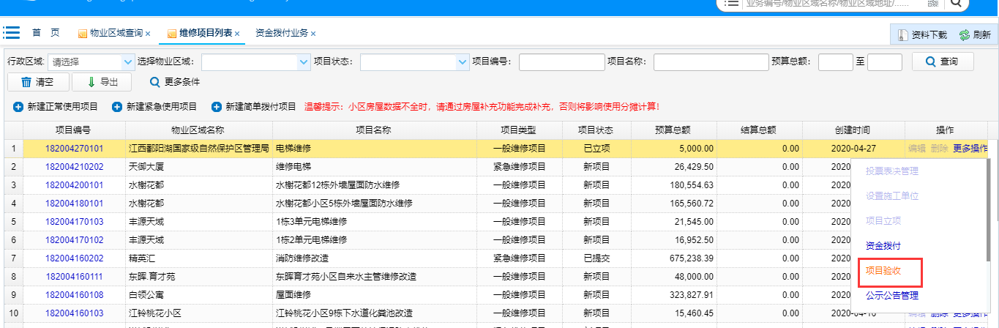 业务编号/物业区域名称/物业区域地址/......
首 页 物业区域查询× 维修项目列表× 资金拨付业务× 资料下载 刷新
行政区域: 请选择 选择物业区域: 项目状态: 项目编号: 项目名称: 预算总额: 至 查询
清空 导出 更多条件
新建正常使用项目 新建紧急使用项目 新建简单拨付项目 温馨提示：小区房屋数据不全时，请通过房屋补充功能完成补充，否则将影响使用分摊计算！
项目编号 物业区域名称 项目名称 项目类型 项目状态 预算总额 结算总额 创建时间 操作
1 182004270101 江西鄱阳湖国家级自然保护区管理局 电梯维修 一般维修项目 已立项 5,000.00 0.00 2020-04-27 编辑 删除 更多操作
2 182004210202 天御大厦 维修电梯 紧急维修项目 新项目 26,429.50 0.00 2020
3 182004200101 水榭花都 水榭花都12栋外墙屋面防水维修 一般维修项目 新项目 180,554.63 0.00 2020
4 182004180101 水榭花都 水榭花都小区5栋外墙屋面防水维修 一般维修项目 新项目 165,560.72 0.00 2020
5 182004170103 丰源天域 1栋3单元电梯维修 一般维修项目 新项目 21,545.00 0.00 2020
6 182004170102 丰源天域 1栋2单元电梯维修 一般维修项目 新项目 16,952.50 0.00 2020
7 182004160202 精英汇 消防维修改造 紧急维修项目 已提交 675,238.39 0.00 2020
8 182004160111 东晖.育才苑 东晖育才苑小区自来水主管维修改造 一般维修项目 新项目 48,000.00 0.00 2020
9 182004160108 白领公寓 屋面维修 一般维修项目 新项目 323,827.91 0.00 2020
10 182004160103 江铃桃花小区 江铃桃花小区9栋下水道化粪池改造 一般维修项目 新项目 15,460.45 0.00 2020-04-16 编辑 删除 更多操作
投票表决管理
设置施工单位
项目立项
资金拨付
项目验收
公示公告管理